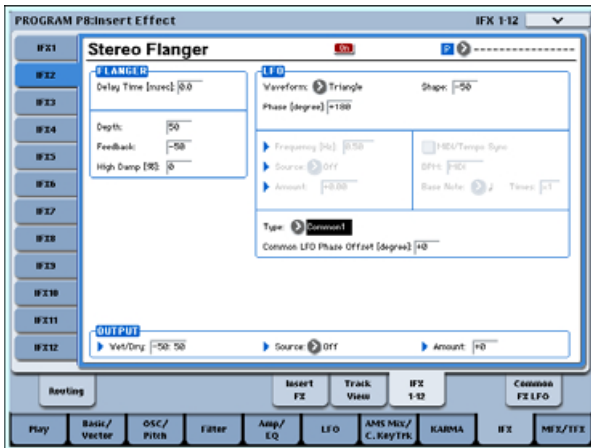 PROGRAM P8:Insert Effect IFX 1-12
IFX1 Stereo Flanger On P ----------------
IFX2 FLANGER LFO
Delay Time [msec]: 0.0 Waveform: Triangle Shape: -50
IFX3 Phase [degree]: +180
IFX4 Depth: 50
Feedback: -50 Frequency [Hz]: 0.50 MIDI/Tempo Sync
IFX5 High Damp [%]: 0 Source: Off BPM: MIDI
IFX6 Amount: +0.00 Base Note: ♩ Times: x1
IFX7 Type: Common1
IFX8 Common LFO Phase Offset [degree]: +0
IFX9
IFX10
IFX11 OUTPUT
IFX12 Wet/Dry: -50: 50 Source: Off Amount: +0
Routing Insert FX Track View IFX 1-12 Common FX LFO
Play Basic/Vector OSC/Pitch Filter Amp/EQ LFO AMS Mix/C.KeyTrk KARMA IFX MFX/TFX